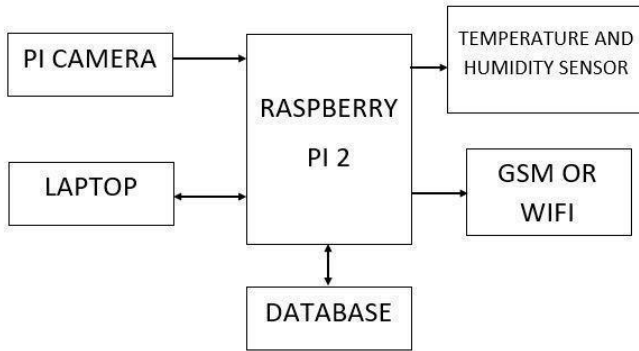 PI CAMERA
LAPTOP
RASPBERRY
PI 2
TEMPERATURE AND
HUMIDITY SENSOR
GSM OR
WIFI
DATABASE